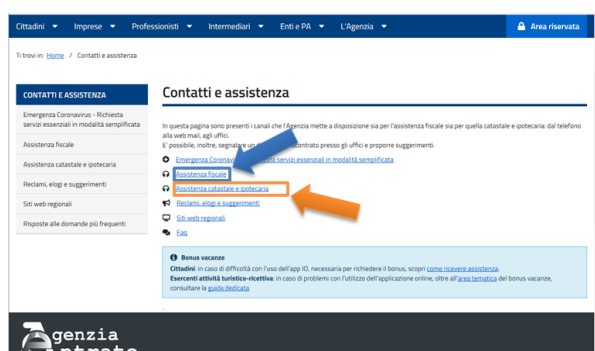 Cittadini Imprese Professionisti Intermediari Enti e PA L'Agenzia Area riservata
Ti trovi in: Home / Contatti e assistenza
CONTATTI E ASSISTENZA
Emergenza Coronavirus - Richiesta
servizi essenziali in modalità semplificata
Assistenza fiscale
Assistenza catastale e ipotecaria
Reclami, elogi e suggerimenti
Siti web regionali
Risposte alle domande più frequenti
Contatti e assistenza
In questa pagina sono presenti i canali che l'Agenzia mette a disposizione sia per l'assistenza fiscale sia per quella catastale e ipotecaria: dal telefono
alla web mail, agli uffici.
E' possibile, inoltre, segnalare un riscontrato presso gli uffici e proporre suggerimenti.
Emergenza Coronavirus servizi essenziali in modalità semplificata
Assistenza fiscale
Assistenza catastale e ipotecaria
Reclami, elogi e suggerimenti
Siti web regionali
Faq
Bonus vacanze
Cittadini: in caso di difficoltà con l'uso dell'app IO, necessaria per richiedere il bonus, scopri come ricevere assistenza.
Esercenti attività turistico-ricettiva: in caso di problemi con l'utilizzo dell'applicazione online, oltre all'area tematica del bonus vacanze,
consultare la guida dedicata
genzia